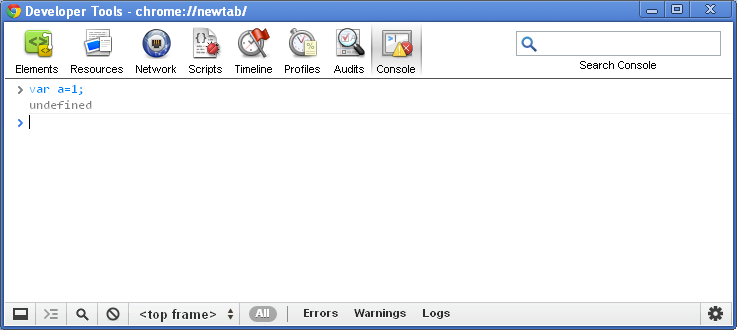 Developer Tools - chrome://newtab/
Elements Resources Network Scripts Timeline Profiles Audits Console Search Console
> var a=1;
undefined
>
<top frame> All Errors Warnings Logs